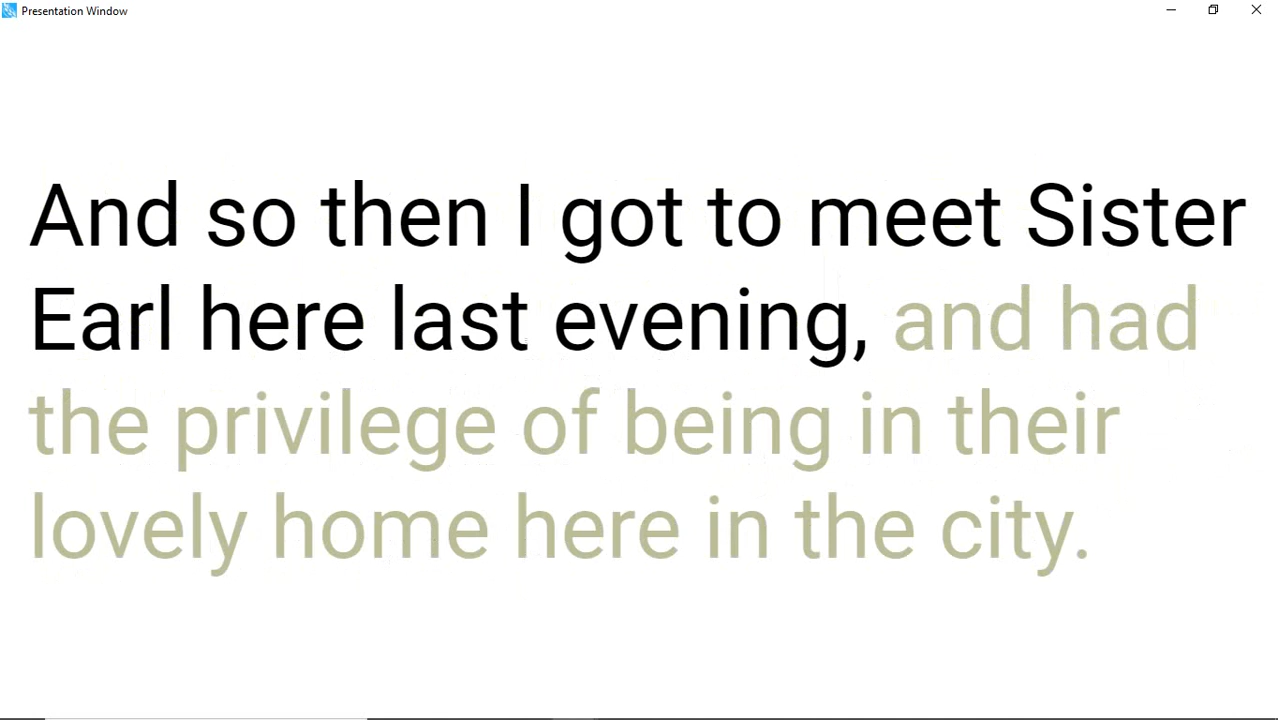 Presentation Window
And so then I got to meet Sister
Earl here last evening, and had
the privilege of being in their
lovely home here in the city.